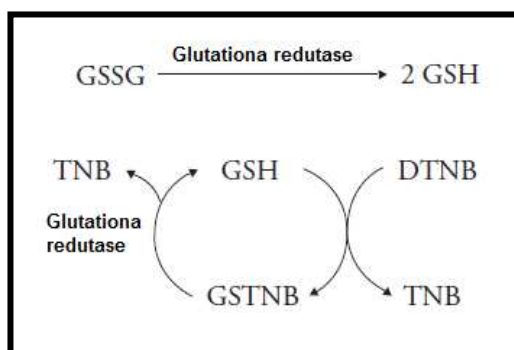 Glutationa redutase
GSSG 2 GSH
TNB GSH DTNB
Glutationa
redutase
GSTNB TNB